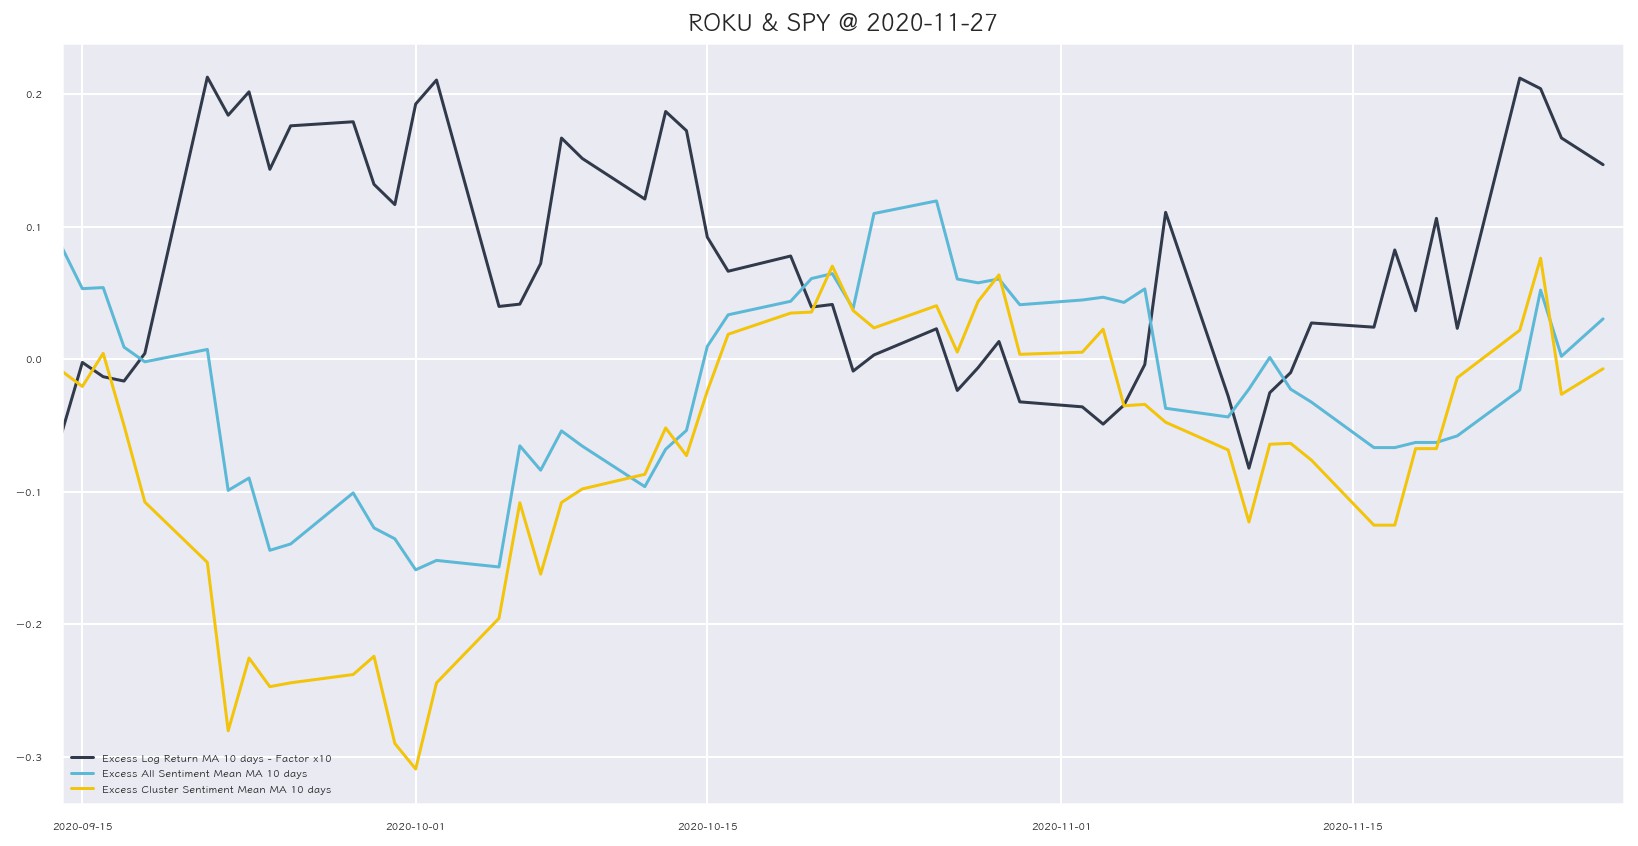 ROKU & SPY @ 2020-11-27
0.2
0.1
0.0
−0.1
−0.2
−0.3
Excess Log Return MA 10 days - Factor x10
Excess All Sentiment Mean MA 10 days
Excess Cluster Sentiment Mean MA 10 days
2020-09-15 2020-10-01 2020-10-15 2020-11-01 2020-11-15